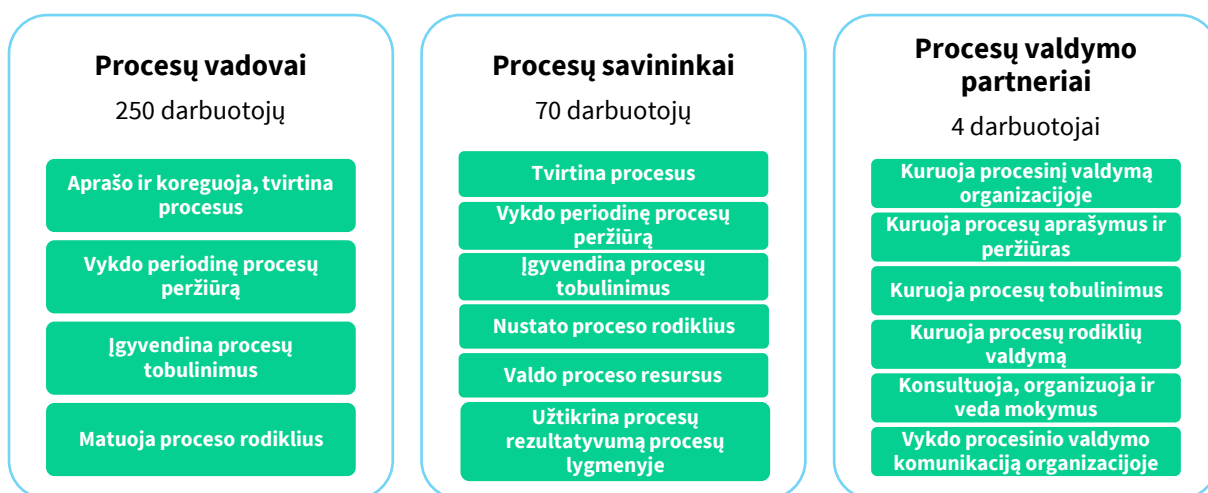 Procesų vadovai
250 darbuotojų
Aprašo ir koreguoja, tvirtina
procesus
Vykdo periodinę procesų
peržiūrą
Įgyvendina procesų
tobulinimus
Matuoja proceso rodiklius
Procesų savininkai
70 darbuotojų
Tvirtina procesus
Vykdo periodinę procesų
peržiūrą
Įgyvendina procesų
tobulinimus
Nustato proceso rodiklius
Valdo proceso resursus
Užtikrina procesų
rezultatyvumą procesų
lygmenyje
Procesų valdymo
partneriai
4 darbuotojai
Kuruoja procesinį valdymą
organizacijoje
Kuruoja procesų aprašymus ir
peržiūras
Kuruoja procesų tobulinimus
Kuruoja procesų rodiklių
valdymą
Konsultuoja, organizuoja ir
veda mokymus
Vykdo procesinio valdymo
komunikaciją organizacijoje